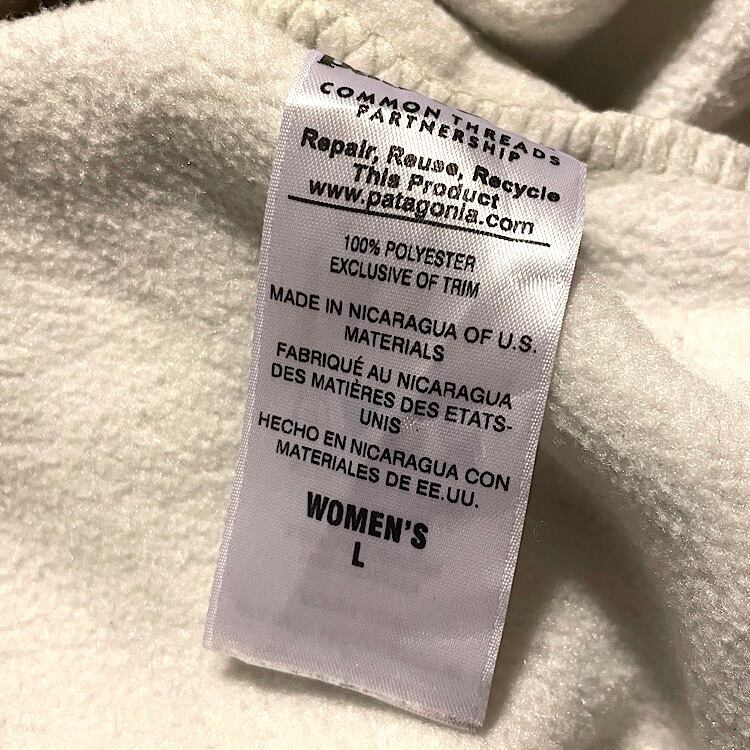 COMMON THREADS
PARTNERSHIP
Repair, Reuse, Recycle
This Product
www.patagonia.com
100% POLYESTER
EXCLUSIVE OF TRIM
MADE IN NICARAGUA OF U.S.
MATERIALS
FABRIQUÉ AU NICARAGUA
DES MATIÈRES DES ETATS-
UNIS
HECHO EN NICARAGUA CON
MATERIALES DE EE.UU.
WOMEN'S
L